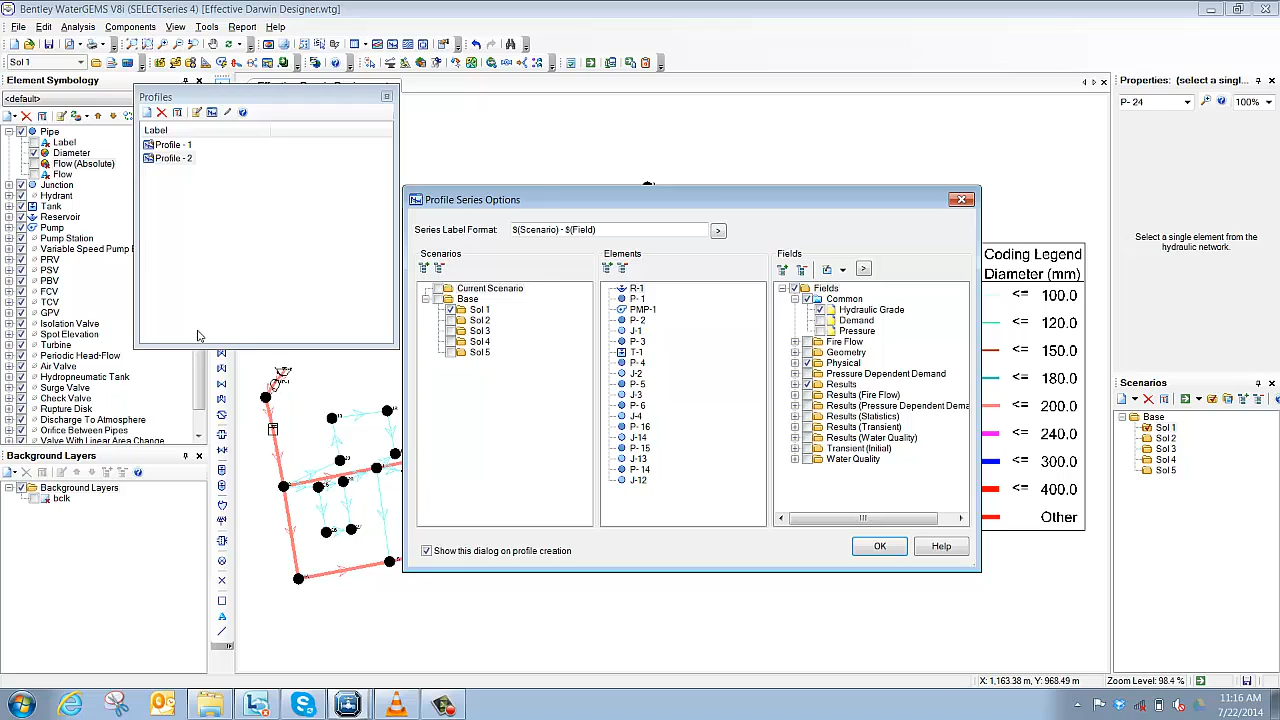 Bentley WaterGEMS V8i (SELECTseries 4) [Effective Darwin Designer.wtg]
File Edit Analysis Components View Tools Report Help
Sol 1
Element Symbology
<default>
Pipe
Label
Diameter
Flow (Absolute)
Flow
Junction
Hydrant
Tank
Reservoir
Pump
Pump Station
Variable Speed Pump B
PRV
PSV
PBV
FCV
TCV
GPV
Isolation Valve
Spot Elevation
Turbine
Periodic Head-Flow
Air Valve
Hydropneumatic Tank
Surge Valve
Check Valve
Rupture Disk
Discharge To Atmosphere
Orifice Between Pipes
Valve With Linear Area Change
Background Layers
Background Layers
bclk
Profiles
Label
Profile - 1
Profile - 2
Profile Series Options
Series Label Format: $(Scenario) - $(Field) >
Scenarios
Current Scenario
Base
Sol 1
Sol 2
Sol 3
Sol 4
Sol 5
Elements
R-1
P- 1
PMP-1
P- 2
J-1
P- 3
T-1
P- 4
J-2
P- 5
J-3
P- 6
J-4
P- 16
J-14
P- 15
J-13
P- 14
J-12
Fields
>
Fields
Common
Hydraulic Grade
Demand
Pressure
Fire Flow
Geometry
Physical
Pressure Dependent Demand
Results
Results (Fire Flow)
Results (Pressure Dependent Dema
Results (Statistics)
Results (Transient)
Results (Water Quality)
Transient (Initial)
Water Quality
Show this dialog on profile creation
OK Help
Coding Legend
Diameter (mm)
<= 100.0
<= 120.0
<= 150.0
<= 180.0
<= 200.0
<= 240.0
<= 300.0
<= 400.0
Other
Properties: (select a singl...
P- 24 100%
Select a single element from the
hydraulic network.
Scenarios
Base
Sol 1
Sol 2
Sol 3
Sol 4
Sol 5
X: 1,163.38 m, Y: 968.49 m Zoom Level: 98.4 %
11:16 AM
7/22/2014